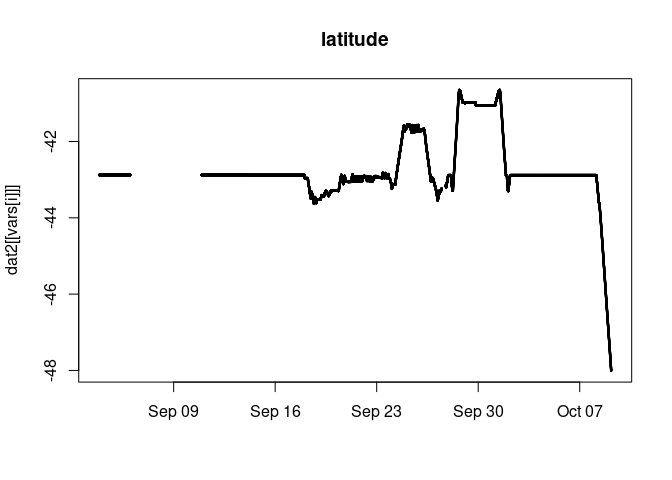 latitude
dat2[[vars[i]]]
-42
-44
-46
-48
Sep 09
Sep 16
Sep 23
Sep 30
Oct 07